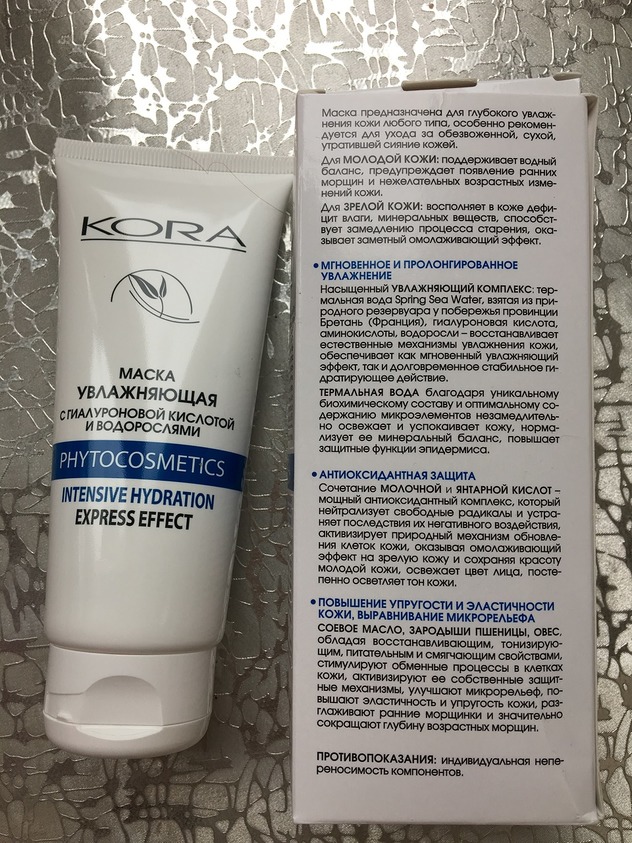 KORA
МАСКА
УВЛАЖНЯЮЩАЯ
С ГИАЛУРОНОВОЙ КИСЛОТОЙ
И ВОДОРОСЛЯМИ
PHYTOCOSMETICS
INTENSIVE HYDRATION
EXPRESS EFFECT
Маска предназначена для глубокого увлаж-
нения кожи любого типа, особенно рекомен-
дуется для ухода за обезвоженной, сухой,
утратившей сияние кожей.
Для МОЛОДОЙ КОЖИ: поддерживает водный
баланс, предупреждает появление ранних
морщин и нежелательных возрастных изме-
нений кожи.
Для ЗРЕЛОЙ КОЖИ: восполняет в коже дефи-
цит влаги, минеральных веществ, способст-
вует замедлению процесса старения, ока-
зывает заметный омолаживающий эффект.
• МГНОВЕННОЕ И ПРОЛОНГИРОВАННОЕ
УВЛАЖНЕНИЕ
Насыщенный УВЛАЖНЯЮЩИЙ КОМПЛЕКС: тер-
мальная вода Spring Sea Water, взятая из при-
родного резервуара у побережья провинции
Бретань (Франция), гиалуроновая кислота,
аминокислоты, водоросли – восстанавливает
естественные механизмы увлажнения кожи,
обеспечивает как мгновенный увлажняющий
эффект, так и долговременное стабильное ги-
дратирующее действие.
ТЕРМАЛЬНАЯ ВОДА благодаря уникальному
биохимическому составу и оптимальному со-
держанию микроэлементов незамедлитель-
но освежает и успокаивает кожу, норма-
лизует ее минеральный баланс, повышает
защитные функции эпидермиса.
• АНТИОКСИДАНТНАЯ ЗАЩИТА
Сочетание МОЛОЧНОЙ и ЯНТАРНОЙ КИСЛОТ –
мощный антиоксидантный комплекс, который
нейтрализует свободные радикалы и устра-
няет последствия их негативного воздействия,
активизирует природный механизм обновле-
ния клеток кожи, оказывая омолаживающий
эффект на зрелую кожу и сохраняя красоту
молодой кожи, освежает цвет лица, посте-
пенно осветляет тон кожи.
• ПОВЫШЕНИЕ УПРУГОСТИ И ЭЛАСТИЧНОСТИ
КОЖИ, ВЫРАВНИВАНИЕ МИКРОРЕЛЬЕФА
СОЕВОЕ МАСЛО, ЗАРОДЫШИ ПШЕНИЦЫ, ОВЕС,
обладая восстанавливающим, тонизирую-
щим, питательным и смягчающим свойствами,
стимулируют обменные процессы в клетках
кожи, активизируют ее собственные защит-
ные механизмы, улучшают микрорельеф, по-
вышают эластичность и упругость кожи, раз-
глаживают ранние морщинки и значительно
сокращают глубину возрастных морщин.
ПРОТИВОПОКАЗАНИЯ: индивидуальная непе-
реносимость компонентов.